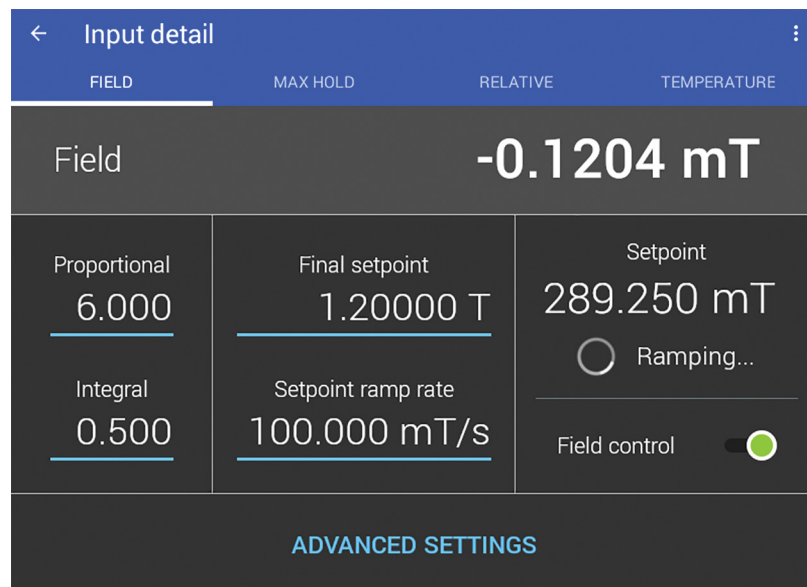 Input detail
FIELD MAX HOLD RELATIVE TEMPERATURE
Field -0.1204 mT
Proportional
6.000
Integral
0.500
Final setpoint
1.20000 T
Setpoint ramp rate
100.000 mT/s
Setpoint
289.250 mT
Ramping...
Field control
ADVANCED SETTINGS